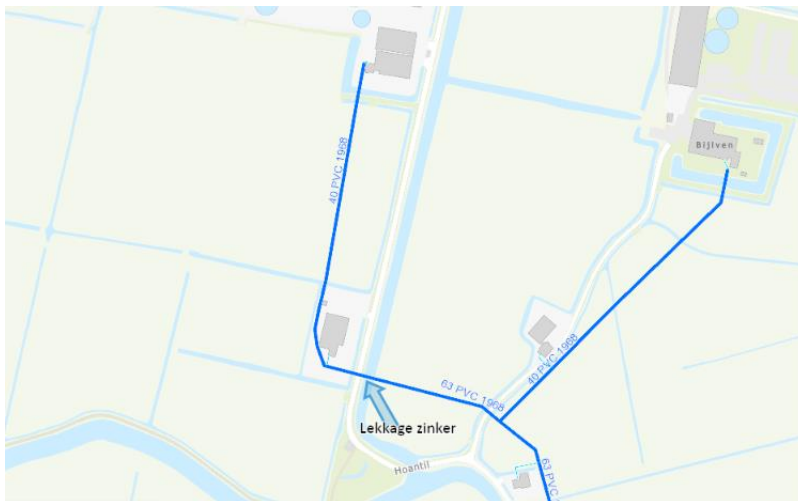 40 PVC 1968
Bijlven
63 PVC 1968
40 PVC 1968
Lekkage zinker
Hoantil
63 PVC